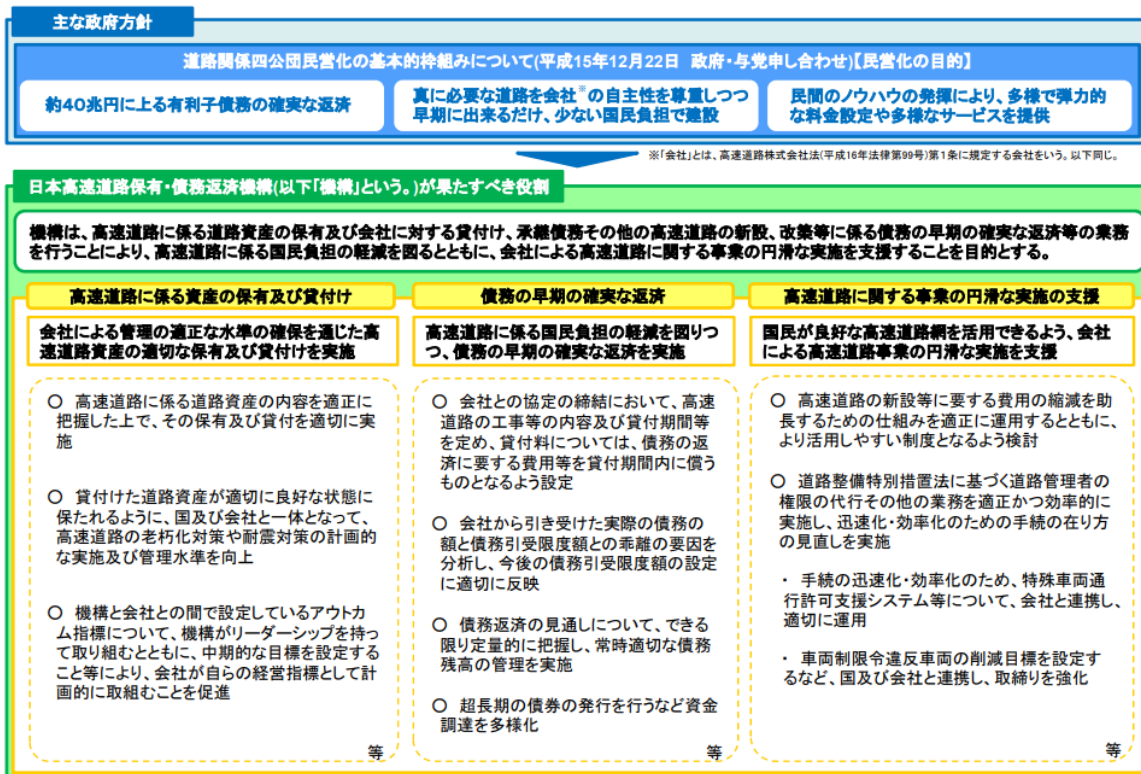 主な政府方針
道路関係四公団民営化の基本的枠組みについて(平成15年12月22日 政府・与党申し合わせ)【民営化の目的】
約40兆円に上る有利子債務の確実な返済
真に必要な道路を会社※の自主性を尊重しつつ
早期に出来るだけ、少ない国民負担で建設
民間のノウハウの発揮により、多様で弾力的
な料金設定や多様なサービスを提供
※「会社」とは、高速道路株式会社法(平成16年法律第99号)第1条に規定する会社をいう。以下同じ。
日本高速道路保有・債務返済機構(以下「機構」という。)が果たすべき役割
機構は、高速道路に係る道路資産の保有及び会社に対する貸付け、承継債務その他の高速道路の新設、改築等に係る債務の早期の確実な返済等の業務
を行うことにより、高速道路に係る国民負担の軽減を図るとともに、会社による高速道路に関する事業の円滑な実施を支援することを目的とする。
高速道路に係る資産の保有及び貸付け
会社による管理の適正な水準の確保を通じた高
速道路資産の適切な保有及び貸付けを実施
○ 高速道路に係る道路資産の内容を適正に
把握した上で、その保有及び貸付を適切に実
施
○ 貸付けた道路資産が適切に良好な状態に
保たれるように、国及び会社と一体となって、
高速道路の老朽化対策や耐震対策の計画的
な実施及び管理水準を向上
○ 機構と会社との間で設定しているアウトカ
ム指標について、機構がリーダーシップを持っ
て取り組むとともに、中期的な目標を設定する
こと等により、会社が自らの経営指標として計
画的に取組むことを促進
等
債務の早期の確実な返済
高速道路に係る国民負担の軽減を図りつ
つ、債務の早期の確実な返済を実施
○ 会社との協定の締結において、高速
道路の工事等の内容及び貸付期間等
を定め、貸付料については、債務の返
済に要する費用等を貸付期間内に償う
ものとなるよう設定
○ 会社から引き受けた実際の債務の
額と債務引受限度額との乖離の要因を
分析し、今後の債務引受限度額の設定
に適切に反映
○ 債務返済の見通しについて、できる
限り定量的に把握し、常時適切な債務
残高の管理を実施
○ 超長期の債券の発行を行うなど資金
調達を多様化
等
高速道路に関する事業の円滑な実施の支援
国民が良好な高速道路網を活用できるよう、会社
による高速道路事業の円滑な実施を支援
○ 高速道路の新設等に要する費用の縮減を助
長するための仕組みを適正に運用するとともに、
より活用しやすい制度となるよう検討
○ 道路整備特別措置法に基づく道路管理者の
権限の代行その他の業務を適正かつ効率的に
実施し、迅速化・効率化のための手続の在り方
の見直しを実施
・ 手続の迅速化・効率化のため、特殊車両通
行許可支援システム等について、会社と連携し、
適切に運用
・ 車両制限令違反車両の削減目標を設定す
るなど、国及び会社と連携し、取締りを強化
等